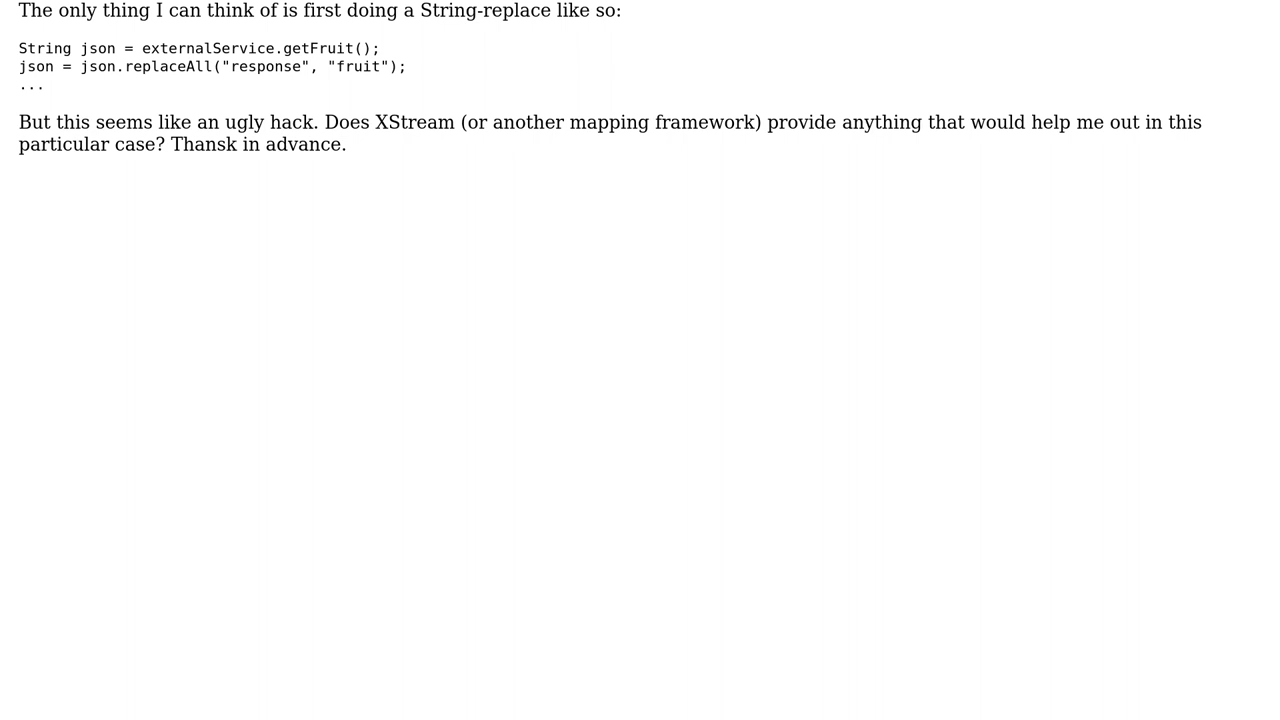 The only thing I can think of is first doing a String-replace like so:
String json = externalService.getFruit();
json = json.replaceAll("response", "fruit");
...
But this seems like an ugly hack. Does XStream (or another mapping framework) provide anything that would help me out in this
particular case? Thansk in advance.